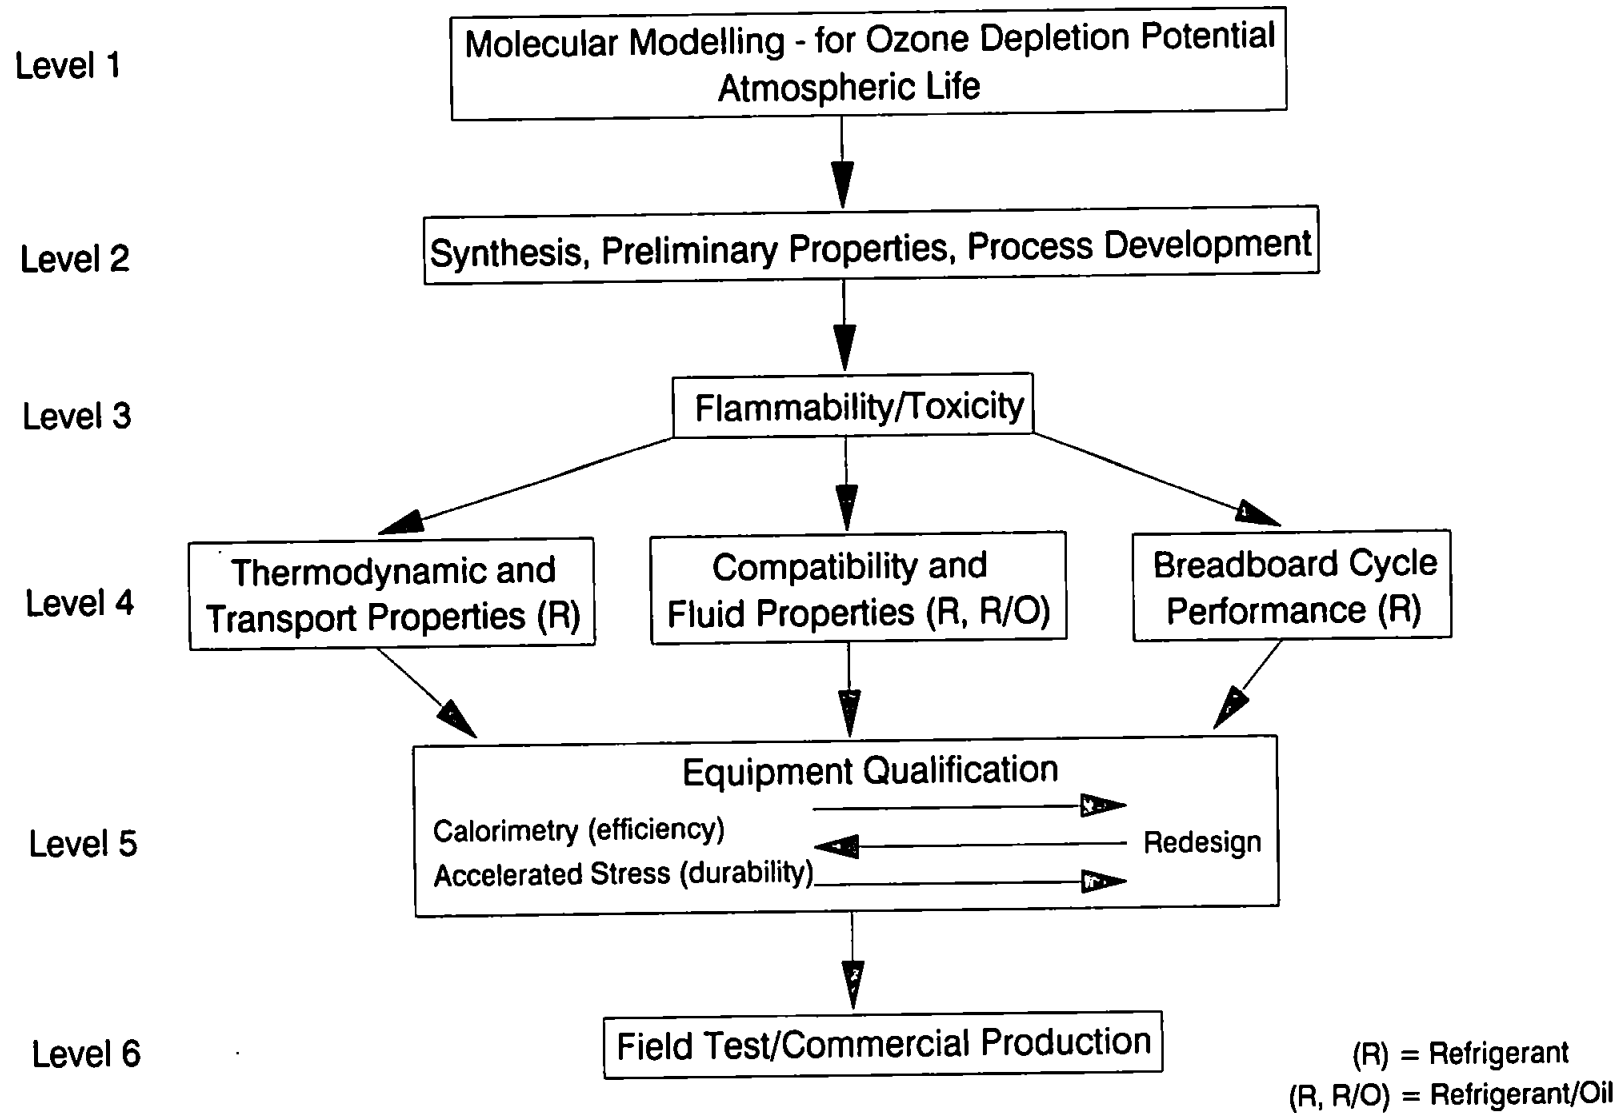 Level 1
Molecular Modelling - for Ozone Depletion Potential
Atmospheric Life
Level 2
Synthesis, Preliminary Properties, Process Development
Level 3
Flammability/Toxicity
Level 4
Thermodynamic and
Transport Properties (R)
Compatibility and
Fluid Properties (R, R/O)
Breadboard Cycle
Performance (R)
Level 5
Equipment Qualification
Calorimetry (efficiency)
Accelerated Stress (durability)
Redesign
Level 6
Field Test/Commercial Production
(R) = Refrigerant
(R, R/O) = Refrigerant/Oil